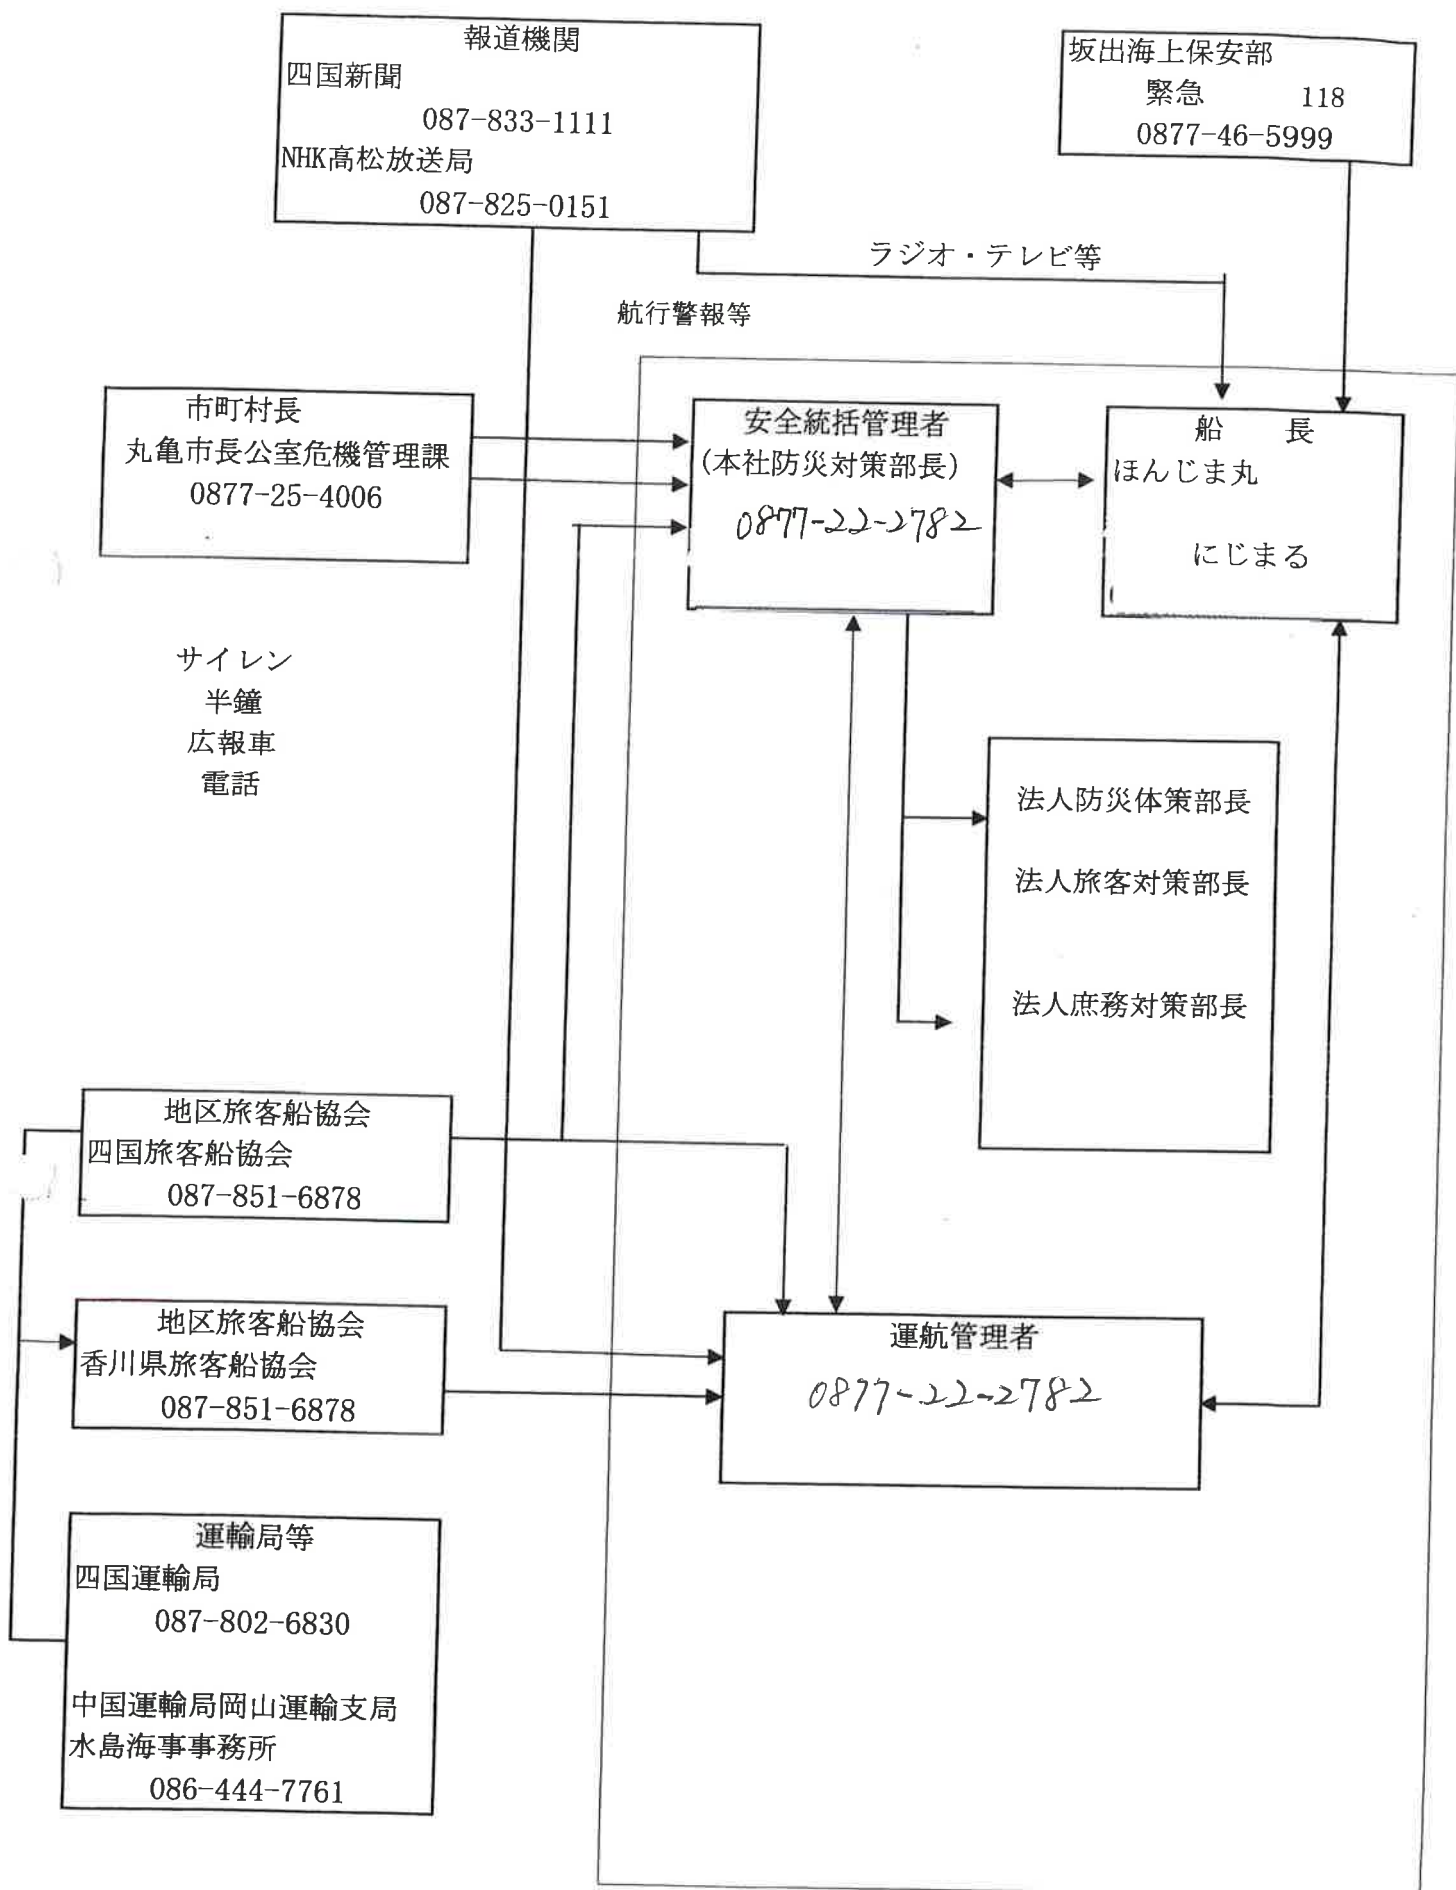 報道機関
四国新聞
087-833-1111
NHK高松放送局
087-825-0151
坂出海上保安部
緊急 118
0877-46-5999
ラジオ・テレビ等
航行警報等
市町村長
丸亀市長公室危機管理課
0877-25-4006
安全統括管理者
(本社防災対策部長)
0877-22-2782
船 長
ほんじま丸
にじまる
サイレン
半鐘
広報車
電話
法人防災体策部長
法人旅客対策部長
法人庶務対策部長
地区旅客船協会
四国旅客船協会
087-851-6878
地区旅客船協会
香川県旅客船協会
087-851-6878
運航管理者
0877-22-2782
運輸局等
四国運輸局
087-802-6830
中国運輸局岡山運輸支局
水島海事事務所
086-444-7761